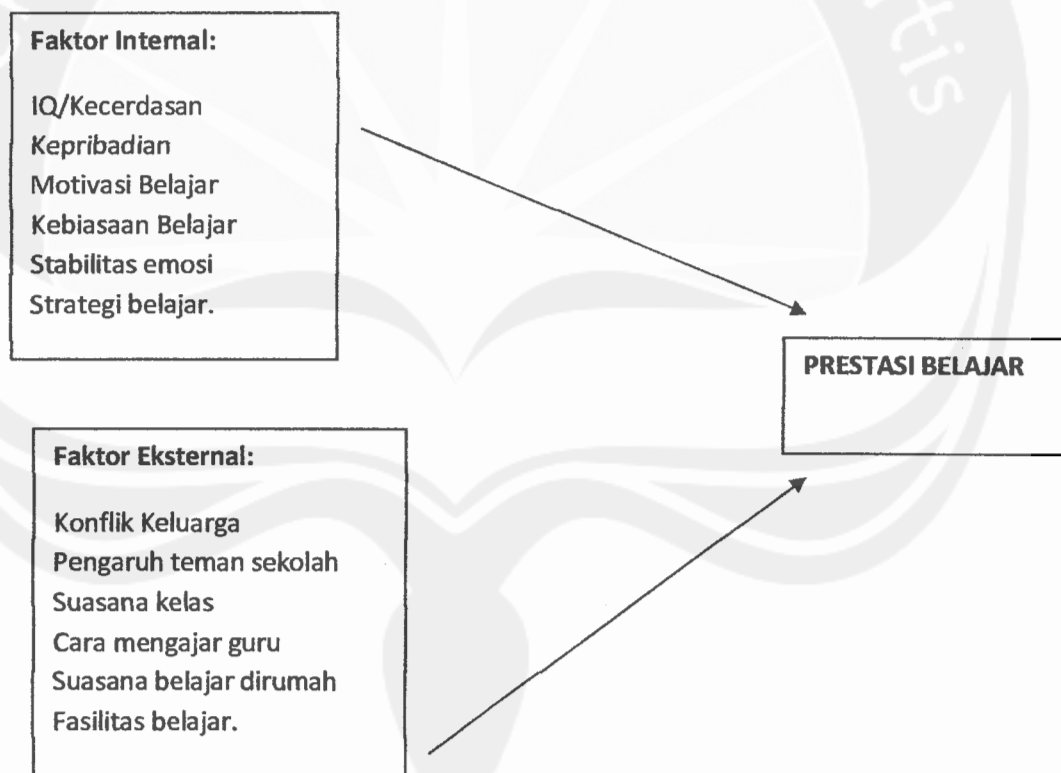 Faktor Internal:
IQ/Kecerdasan
Kepribadian
Motivasi Belajar
Kebiasaan Belajar
Stabilitas emosi
Strategi belajar.
PRESTASI BELAJAR
Faktor Eksternal:
Konflik Keluarga
Pengaruh teman sekolah
Suasana kelas
Cara mengajar guru
Suasana belajar dirumah
Fasilitas belajar.